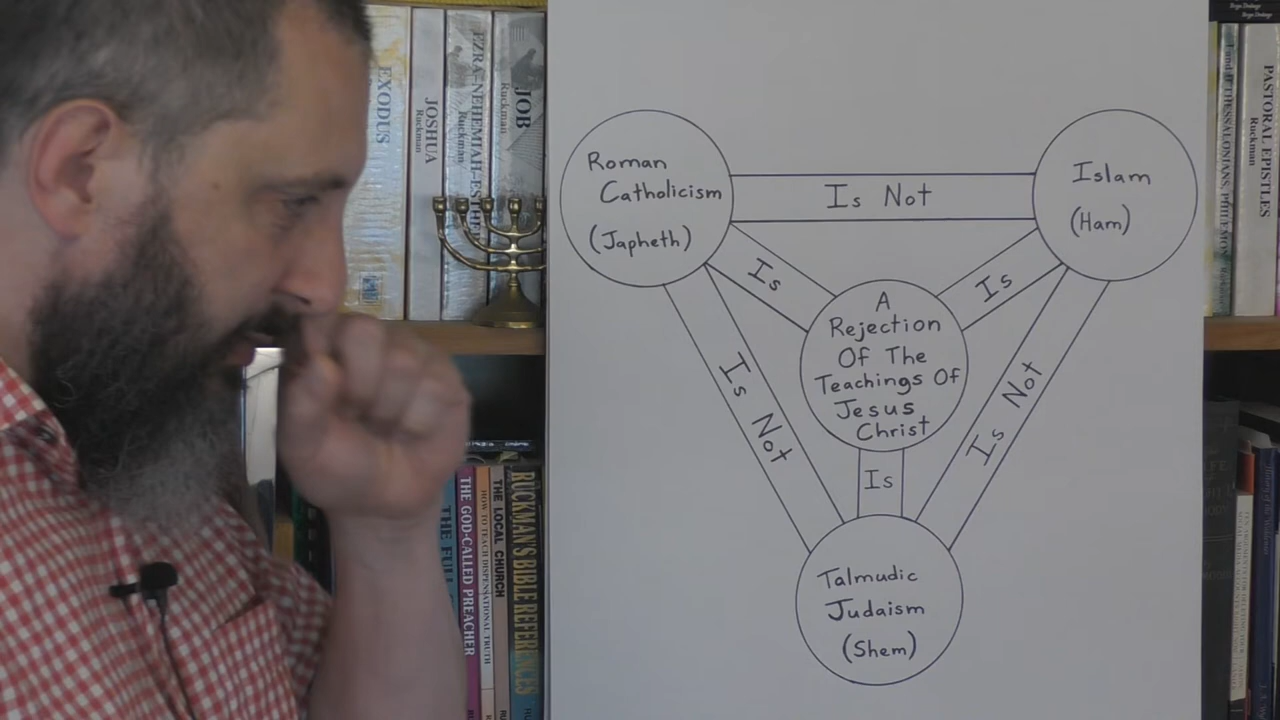 EXODUS
JOSHUA
Ruckman
EZRA-NEHEMIAH-ESTHER
Ruckman
JOB
Ruckman
Roman
Catholicism
(Japheth)
Is Not
Islam
(Ham)
Is
Is
A
Rejection
Of The
Teachings Of
Jesus
Christ
Is Not
Is Not
Is
Talmudic
Judaism
(Shem)
THE GOD-CALLED PREACHER
HOW TO TEACH DISPENSATIONAL TRUTH
THE LOCAL CHURCH
RUCKMAN'S BIBLE REFERENCES
PASTORAL EPISTLES
Ruckman